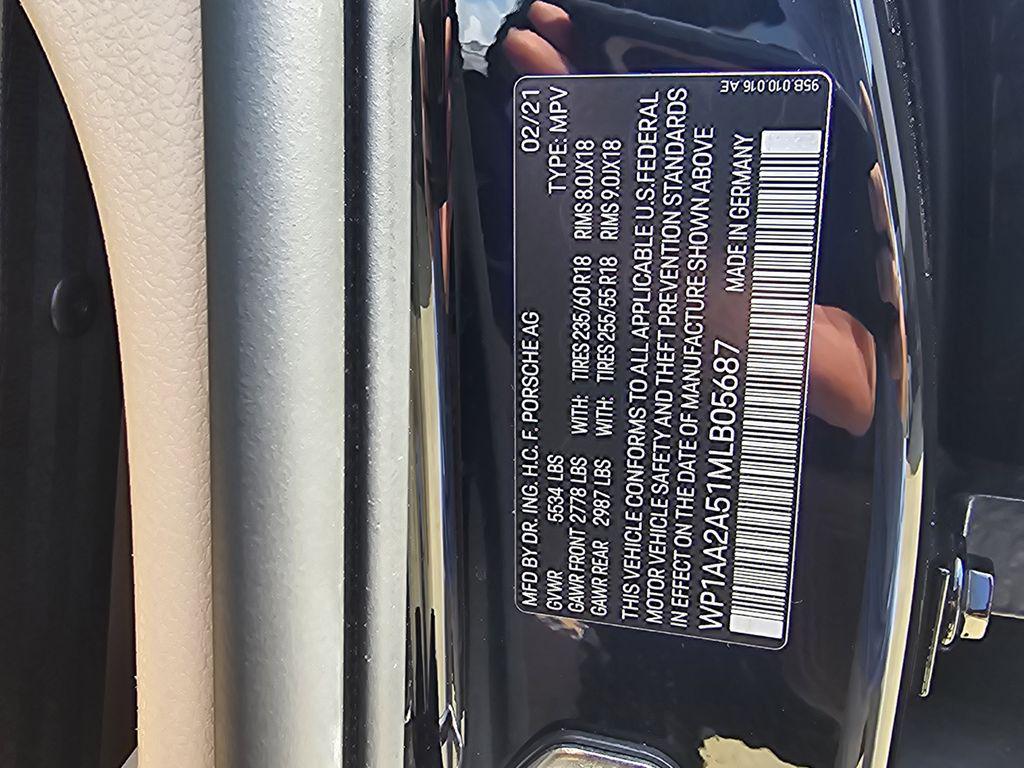 MFD BY DR. ING. H.C. F. PORSCHE AG 02/21
GVWR 5534 LBS TYPE: MPV
GAWR FRONT 2778 LBS WITH: TIRES 235/60 R18 RIMS 8.0JX18
GAWR REAR 2987 LBS WITH: TIRES 255/55 R18 RIMS 9.0JX18
THIS VEHICLE CONFORMS TO ALL APPLICABLE U.S. FEDERAL
MOTOR VEHICLE SAFETY AND THEFT PREVENTION STANDARDS
IN EFFECT ON THE DATE OF MANUFACTURE SHOWN ABOVE
WP1AA2A51MLB05687 MADE IN GERMANY
95B.010.016.AE